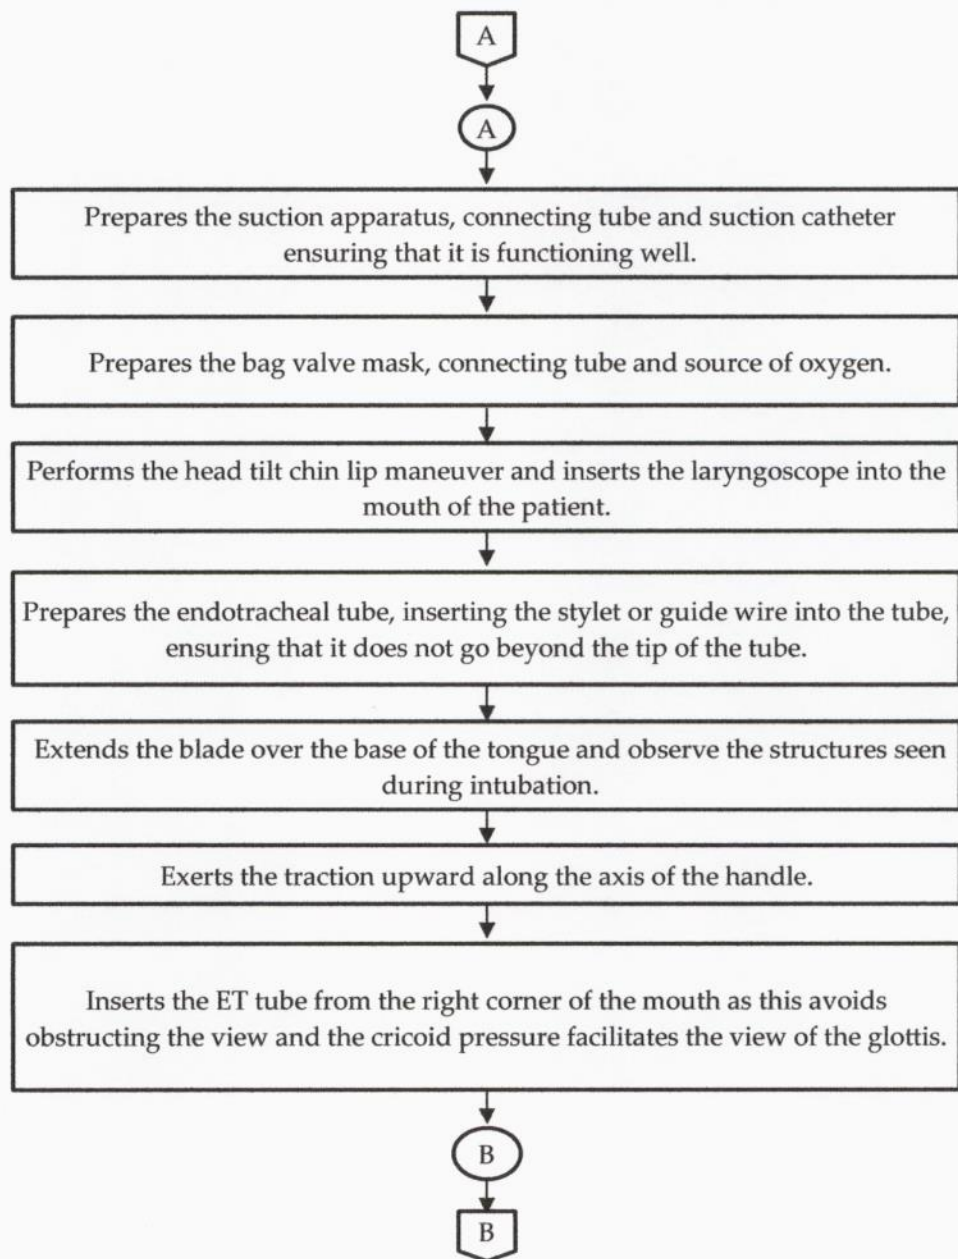 A
A
Prepares the suction apparatus, connecting tube and suction catheter
ensuring that it is functioning well.
Prepares the bag valve mask, connecting tube and source of oxygen.
Performs the head tilt chin lip maneuver and inserts the laryngoscope into the
mouth of the patient.
Prepares the endotracheal tube, inserting the stylet or guide wire into the tube,
ensuring that it does not go beyond the tip of the tube.
Extends the blade over the base of the tongue and observe the structures seen
during intubation.
Exerts the traction upward along the axis of the handle.
Inserts the ET tube from the right corner of the mouth as this avoids
obstructing the view and the cricoid pressure facilitates the view of the glottis.
B
B